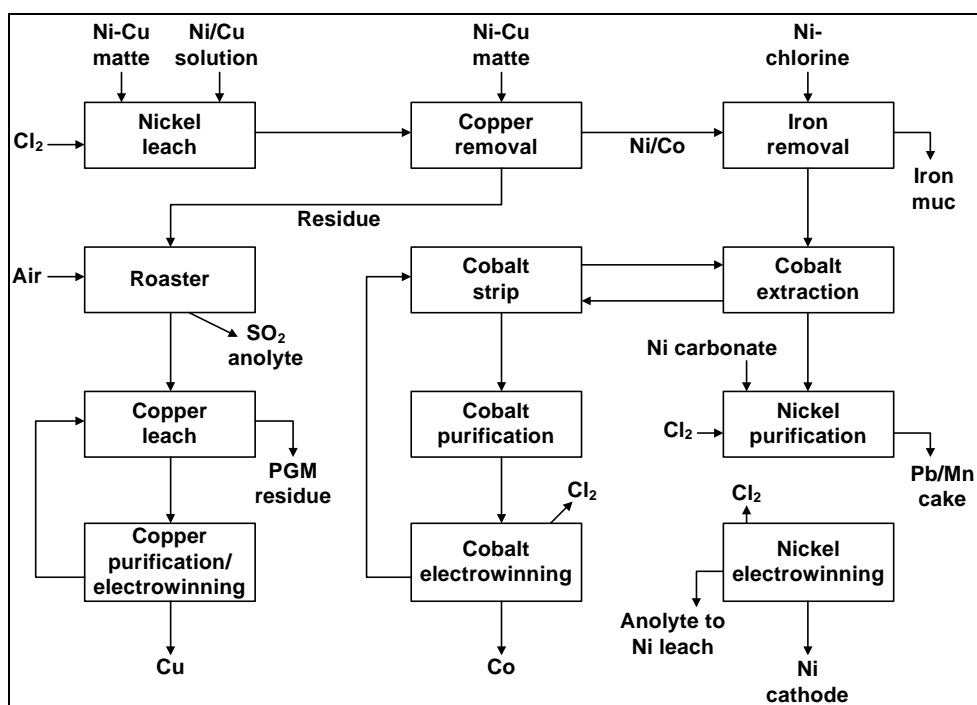 Ni-Cu
matte
Ni/Cu
solution
Ni-Cu
matte
Ni-
chlorine
Cl₂
Nickel
leach
Copper
removal
Ni/Co
Iron
removal
Iron
muc
Residue
Air
Roaster
SO₂
anolyte
Cobalt
strip
Cobalt
extraction
Ni carbonate
Copper
leach
PGM
residue
Cobalt
purification
Cl₂
Nickel
purification
Pb/Mn
cake
Copper
purification/
electrowinning
Cl₂
Cobalt
electrowinning
Cl₂
Nickel
electrowinning
Anolyte to
Ni leach
Cu
Co
Ni
cathode